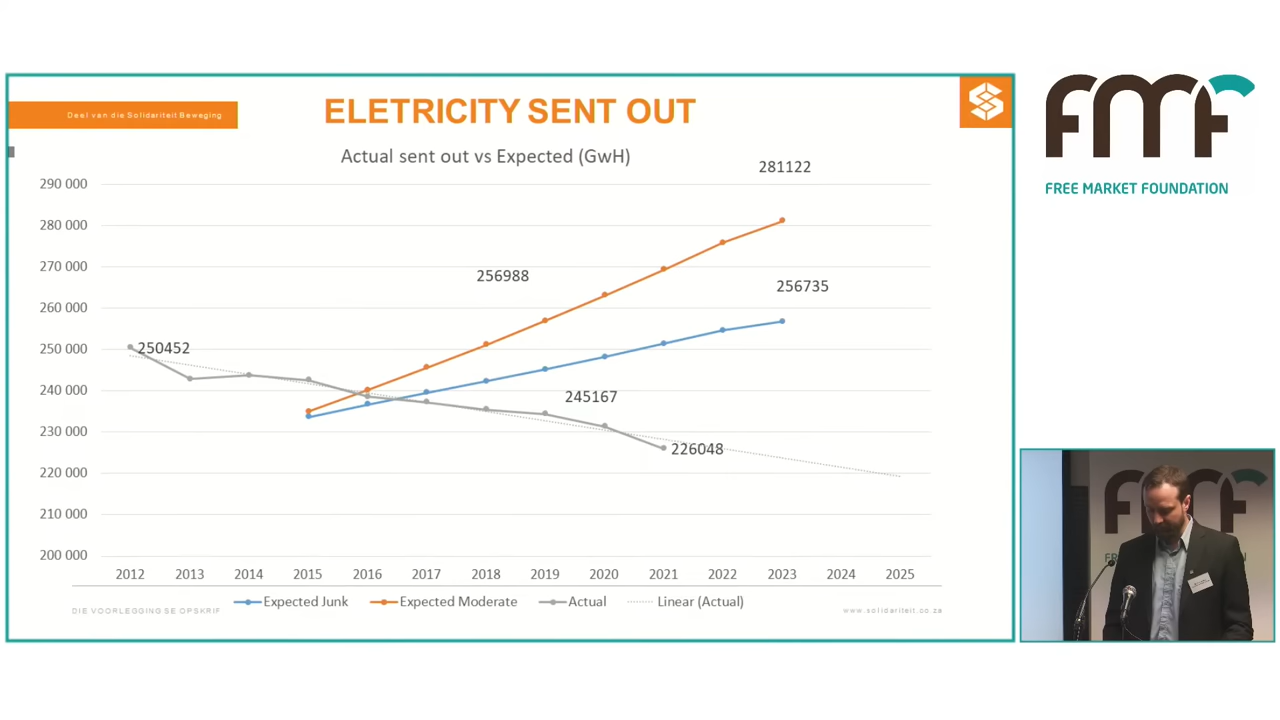 Deel van die Solidariteit Beweging
ELETRICITY SENT OUT
Actual sent out vs Expected (GwH)
281122
290 000
280 000
270 000
260 000
250 000
240 000
230 000
220 000
210 000
200 000
256988
256735
250452
245167
226048
2012 2013 2014 2015 2016 2017 2018 2019 2020 2021 2022 2023 2024 2025
Expected Junk Expected Moderate Actual Linear (Actual)
DIE VOORLEGGING SE OPSKRIF
www.solidariteit.co.za
fmf
FREE MARKET FOUNDATION